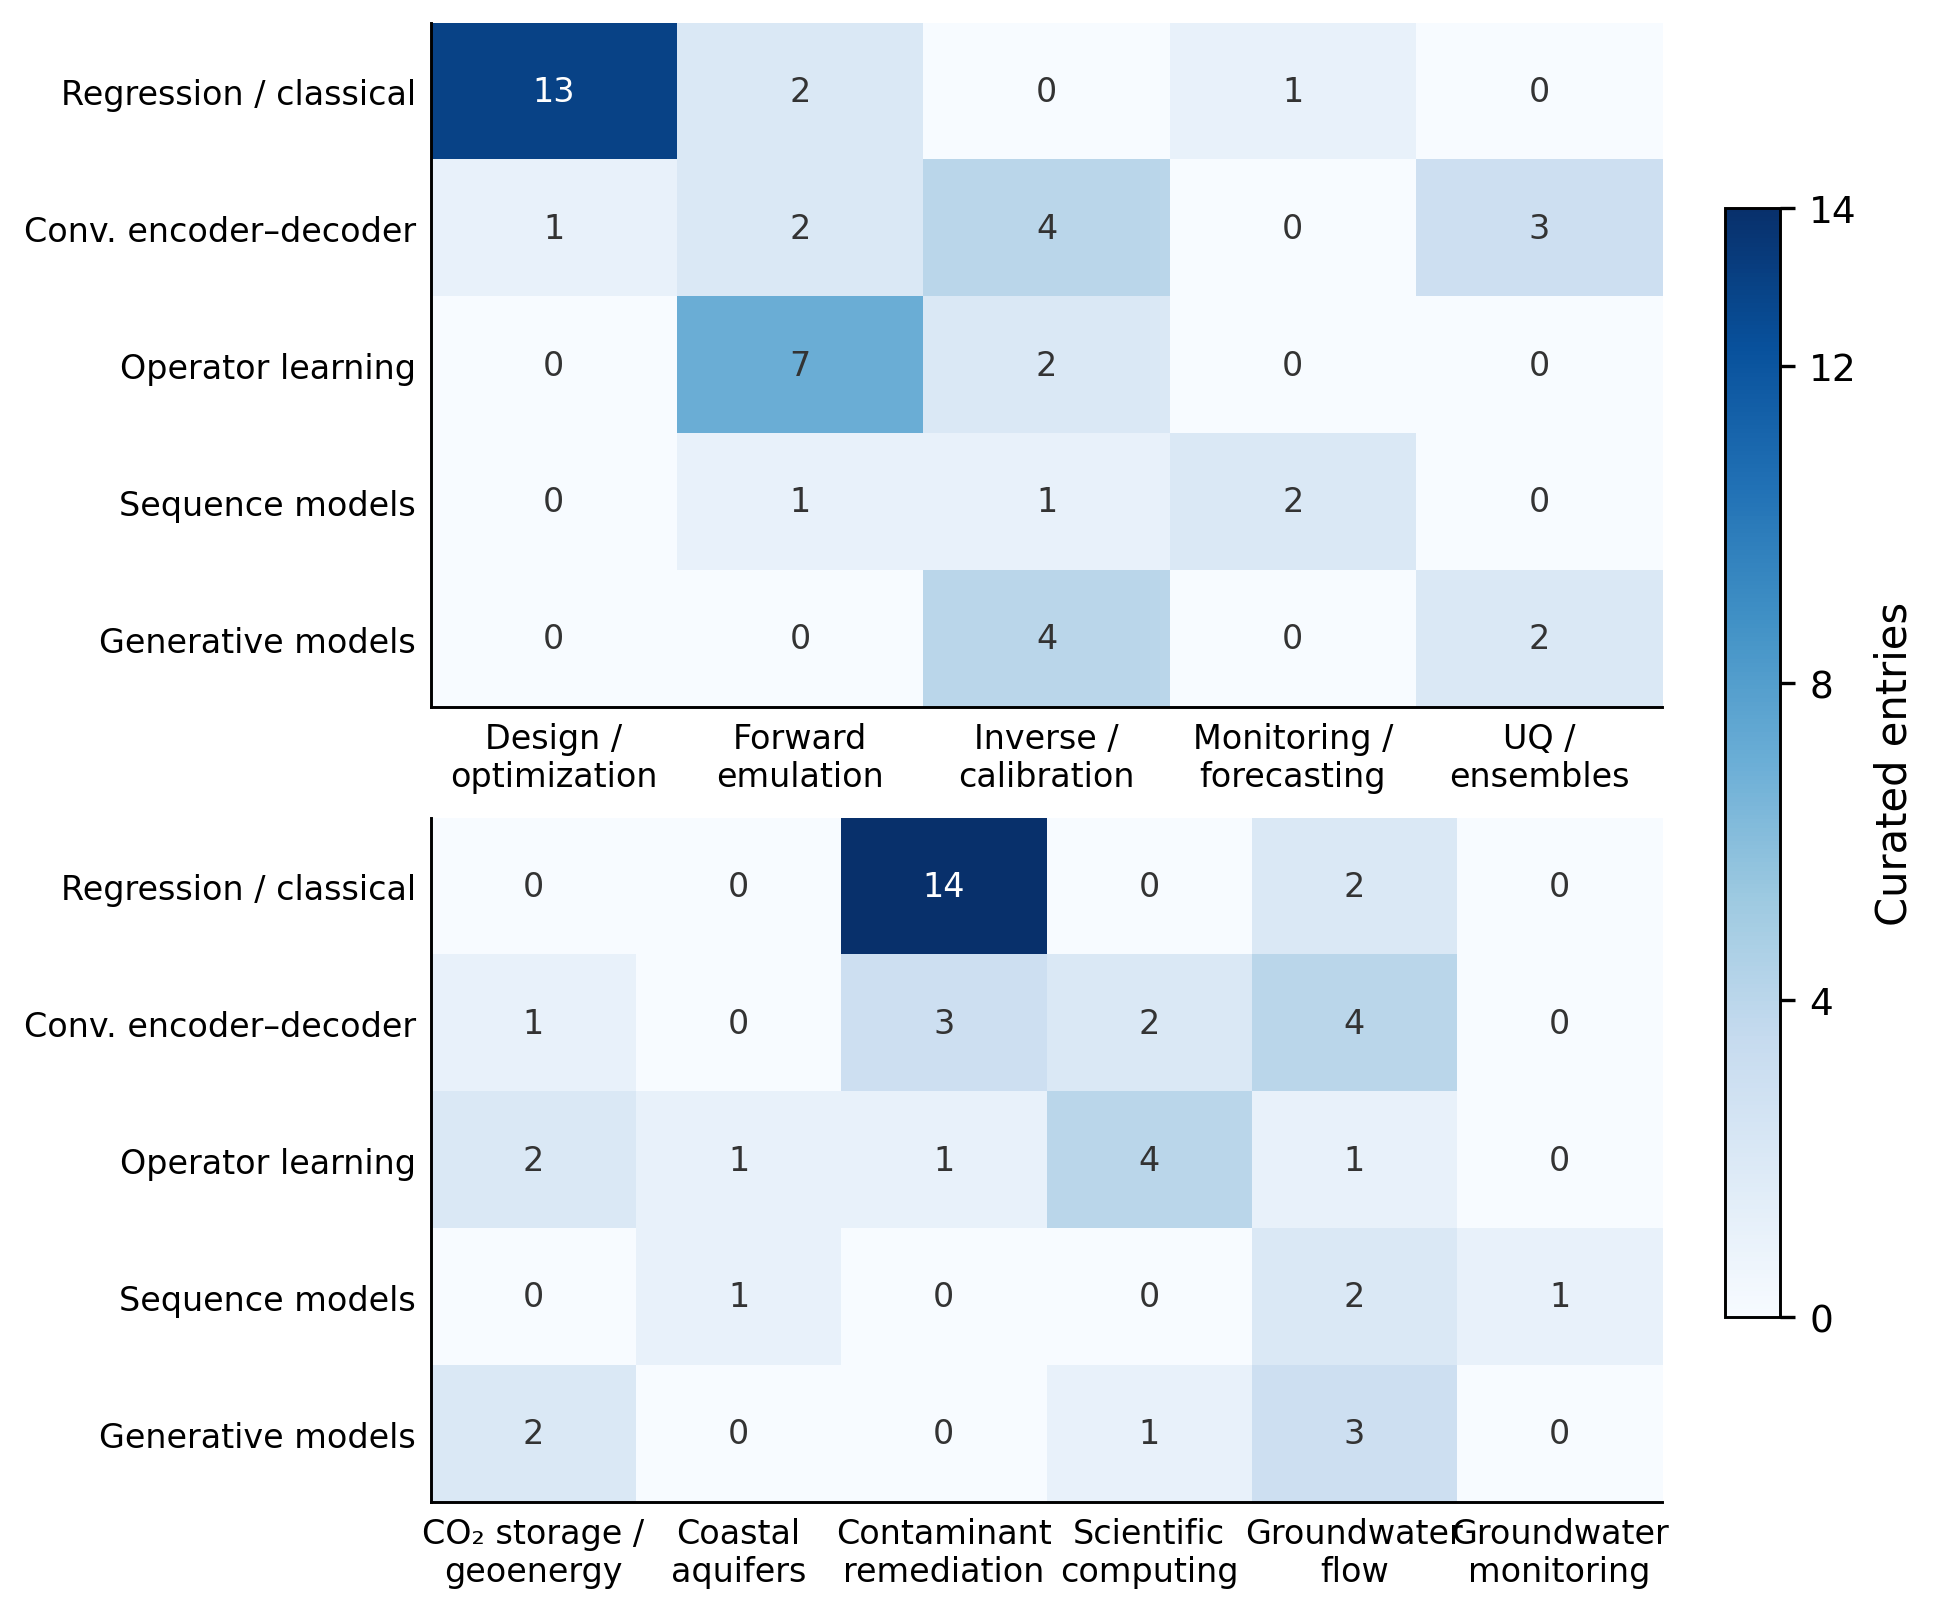 Regression / classical 13 2 0 1 0
Conv. encoder–decoder 1 2 4 0 3
Operator learning 0 7 2 0 0
Sequence models 0 1 1 2 0
Generative models 0 0 4 0 2
Design / Forward Inverse / Monitoring / UQ /
optimization emulation calibration forecasting ensembles
Regression / classical 0 0 14 0 2 0
Conv. encoder–decoder 1 0 3 2 4 0
Operator learning 2 1 1 4 1 0
Sequence models 0 1 0 0 2 1
Generative models 2 0 0 1 3 0
CO₂ storage / Coastal Contaminant Scientific Groundwater Groundwater
geoenergy aquifers remediation computing flow monitoring
14
12
8
4
0
Curated entries